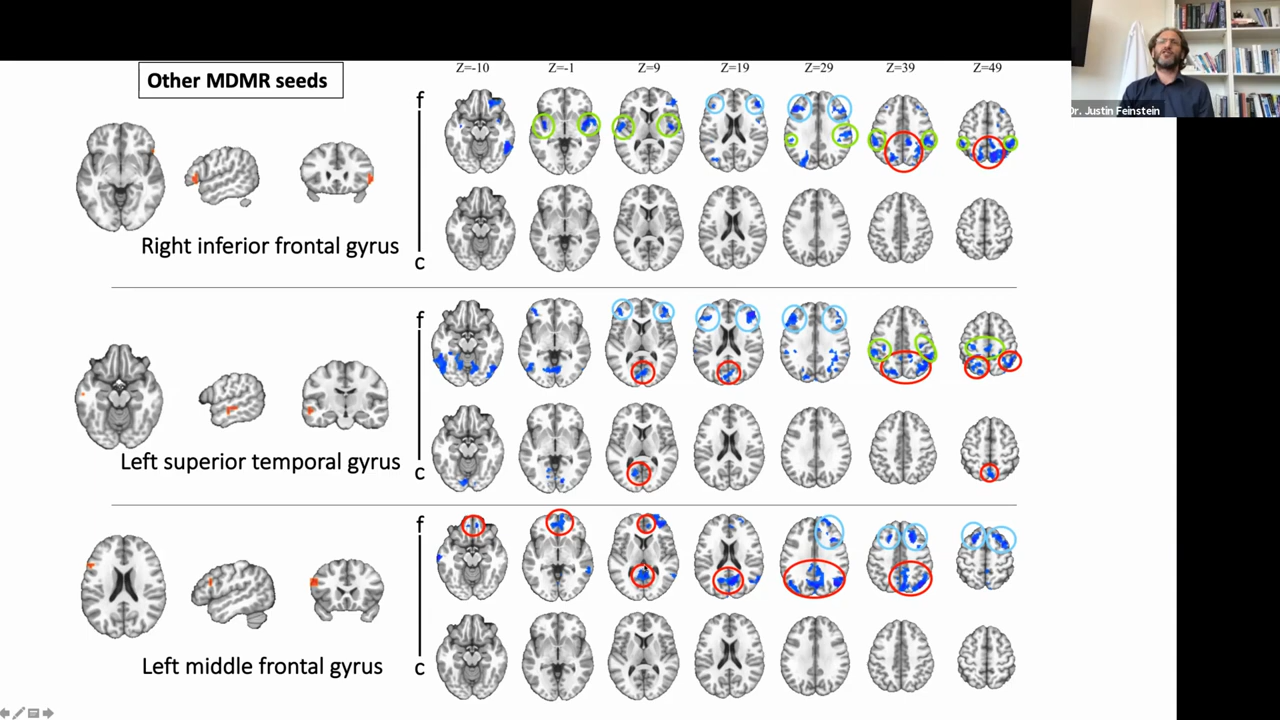 Other MDMR seeds
Z=-10 Z=-1 Z=9 Z=19 Z=29 Z=39 Z=49
Dr. Justin Feinstein
f
Right inferior frontal gyrus
c
f
Left superior temporal gyrus
c
f
Left middle frontal gyrus
c